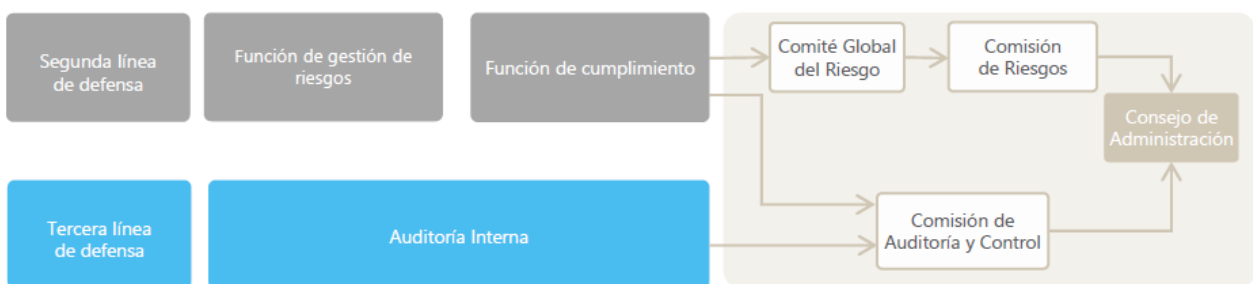 Segunda línea
de defensa
Función de gestión de
riesgos
Función de cumplimiento
Comité Global
del Riesgo
Comisión
de Riesgos
Consejo de
Administración
Tercera línea
de defensa
Auditoría Interna
Comisión de
Auditoría y Control